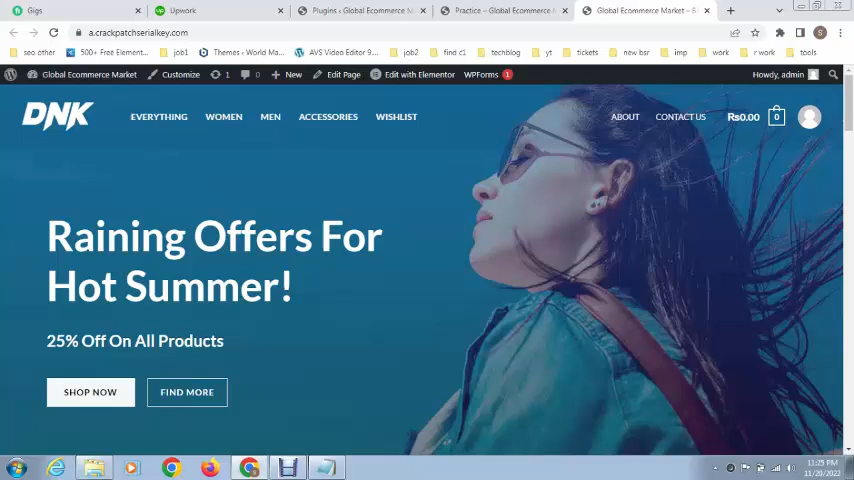 Gigs
Upwork
Plugins ‹ Global Ecommerce M
Practice – Global Ecommerce
Global Ecommerce Market – B
a.crackpatchserialkey.com
seo other
500+ Free Element...
job1
Themes ‹ World Ma...
AVS Video Editor 9....
job2
find c1
techblog
yt
tickets
new bsr
imp
work
r work
tools
Global Ecommerce Market
Customize
1
0
New
Edit Page
Edit with Elementor
WPForms
1
Howdy, admin
DNK
EVERYTHING
WOMEN
MEN
ACCESSORIES
WISHLIST
ABOUT
CONTACT US
₨0.00
0
Raining Offers For
Hot Summer!
25% Off On All Products
SHOP NOW
FIND MORE
11:25 PM
11/20/2022